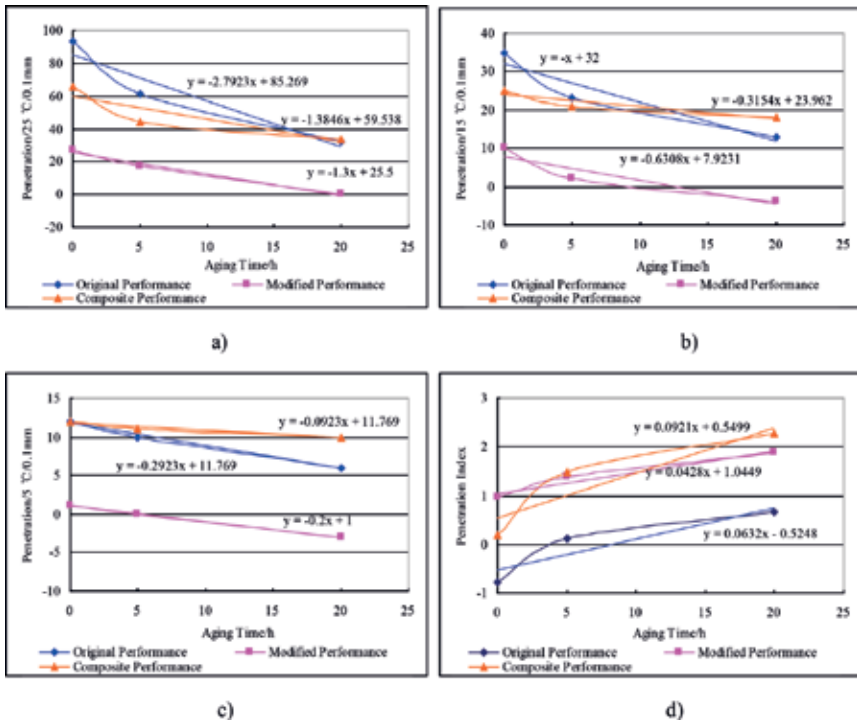 100
80
60
40
20
0
-20
Penetration/25 ℃/0.1mm
y = -2.7923x + 85.269
y = -1.3846x + 59.538
y = -1.3x + 25.5
0 5 10 15 20 25
Aging Time/h
Original Performance Modified Performance
Composite Performance
a)
40
30
20
10
0
-10
Penetration/15 ℃/0.1mm
y = -x + 32
y = -0.3154x + 23.962
y = -0.6308x + 7.9231
0 5 10 15 20 25
Aging Time/h
Original Performance Modified Performance
Composite Performance
b)
15
10
5
0
-5
-10
Penetration/5 ℃/0.1mm
y = -0.0923x + 11.769
y = -0.2923x + 11.769
y = -0.2x + 1
0 5 10 15 20 25
Aging Time/h
Original Performance Modified Performance
Composite Performance
c)
3
2
1
0
-1
Penetration Index
y = 0.0921x + 0.5499
y = 0.0428x + 1.0449
y = 0.0632x - 0.5248
0 5 10 15 20 25
Aging Time/h
Original Performance Modified Performance
Composite Performance
d)